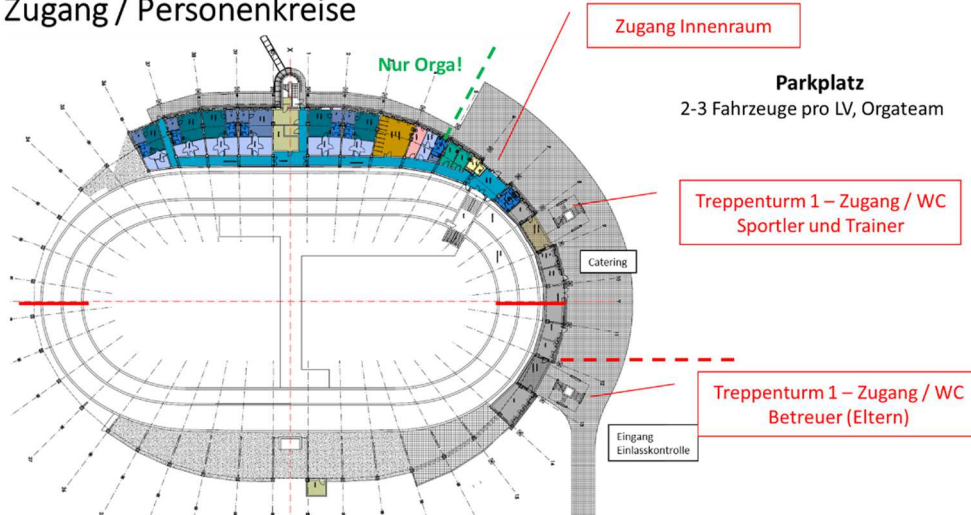 Zugang / Personenkreise
Zugang Innenraum
Nur Orga!
Parkplatz
2-3 Fahrzeuge pro LV, Orgateam
Treppenturm 1 – Zugang / WC
Sportler und Trainer
Catering
Treppenturm 1 – Zugang / WC
Betreuer (Eltern)
Eingang
Einlasskontrolle